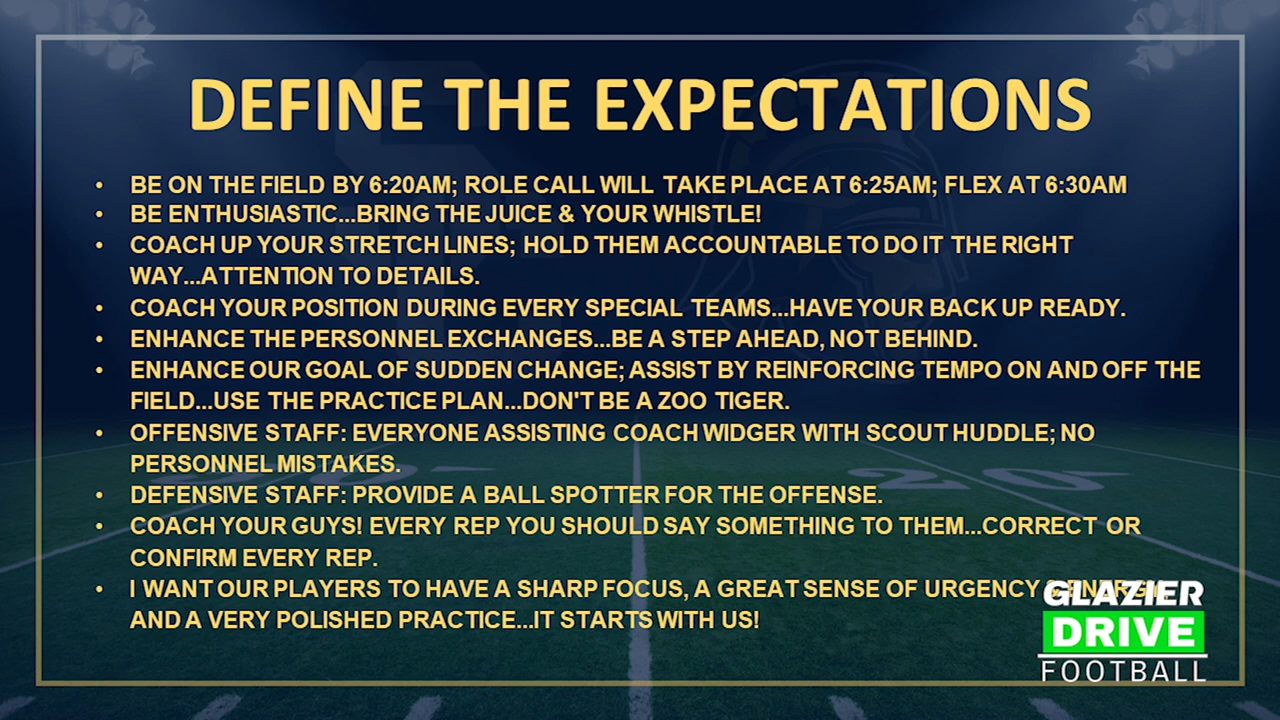 DEFINE THE EXPECTATIONS
• BE ON THE FIELD BY 6:20AM; ROLE CALL WILL TAKE PLACE AT 6:25AM; FLEX AT 6:30AM
• BE ENTHUSIASTIC...BRING THE JUICE & YOUR WHISTLE!
• COACH UP YOUR STRETCH LINES; HOLD THEM ACCOUNTABLE TO DO IT THE RIGHT
WAY...ATTENTION TO DETAILS.
• COACH YOUR POSITION DURING EVERY SPECIAL TEAMS...HAVE YOUR BACK UP READY.
• ENHANCE THE PERSONNEL EXCHANGES...BE A STEP AHEAD, NOT BEHIND.
• ENHANCE OUR GOAL OF SUDDEN CHANGE; ASSIST BY REINFORCING TEMPO ON AND OFF THE
FIELD...USE THE PRACTICE PLAN...DON'T BE A ZOO TIGER.
• OFFENSIVE STAFF: EVERYONE ASSISTING COACH WIDGER WITH SCOUT HUDDLE; NO
PERSONNEL MISTAKES.
• DEFENSIVE STAFF: PROVIDE A BALL SPOTTER FOR THE OFFENSE.
• COACH YOUR GUYS! EVERY REP YOU SHOULD SAY SOMETHING TO THEM...CORRECT OR
CONFIRM EVERY REP.
• I WANT OUR PLAYERS TO HAVE A SHARP FOCUS, A GREAT SENSE OF URGENCY
AND A VERY POLISHED PRACTICE...IT STARTS WITH US!
GLAZIER
DRIVE
FOOTBALL